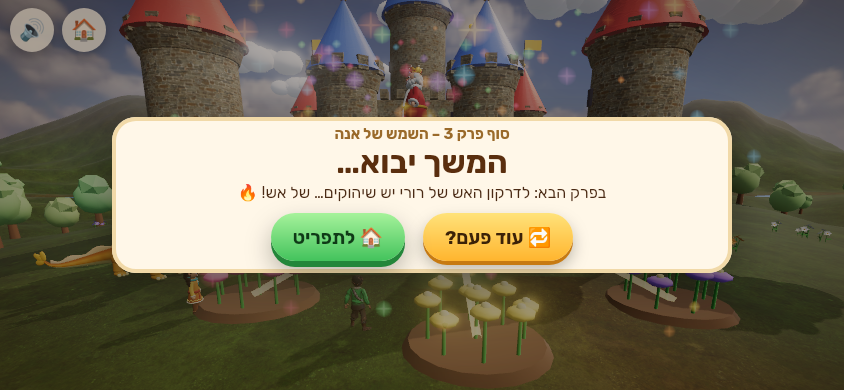 סוף פרק 3 – השמש של אנה
המשך יבוא...
בפרק הבא: לדרקון האש של רורי יש שיהוקים... של אש! 🔥
🔁 עוד פעם?
🏠 לתפריט